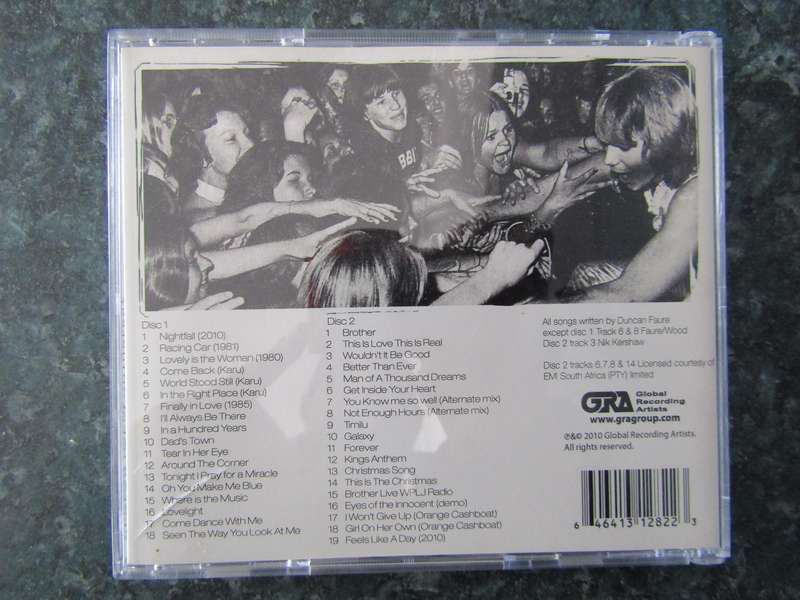 BB
Disc 1
1 Nightfall (2010)
2 Racing Car (1981)
3 Lovely is the Woman (1980)
4 Come Back (Karu)
5 World Stood Still (Karu)
6 In the Right Place (Karu)
7 Finally in Love (1985)
8 I'll Always Be There
9 In a Hundred Years
10 Dad's Town
11 Tear In Her Eye
12 Around The Corner
13 Tonight i Pray for a Miracle
14 Oh You Make Me Blue
15 Where is the Music
16 Lovelight
17 Come Dance With Me
18 Seen The Way You Look At Me
Disc 2
1 Brother
2 This Is Love This Is Real
3 Wouldn't It Be Good
4 Better Than Ever
5 Man of A Thousand Dreams
6 Get Inside Your Heart
7 You Know me so well (Alternate mix)
8 Not Enough Hours (Alternate mix)
9 Timilu
10 Galaxy
11 Forever
12 Kings Anthem
13 Christmas Song
14 This Is The Christmas
15 Brother Live WPLJ Radio
16 Eyes of the Innocent (demo)
17 I Won't Give Up (Orange Cashboat)
18 Girl On Her Own (Orange Cashboat)
19 Feels Like A Day (2010)
All songs written by Duncan Faure
except disc 1 Track 6 & 8 Faure/Wood
Disc 2 track 3 Nik Kershaw
Disc 2 tracks 6,7,8 & 14 Licensed courtesy of
EMI South Africa (PTY) limited
GRA Global Recording Artists
www.gragroup.com
℗&© 2010 Global Recording Artists.
All rights reserved.
6 46413 12822 3